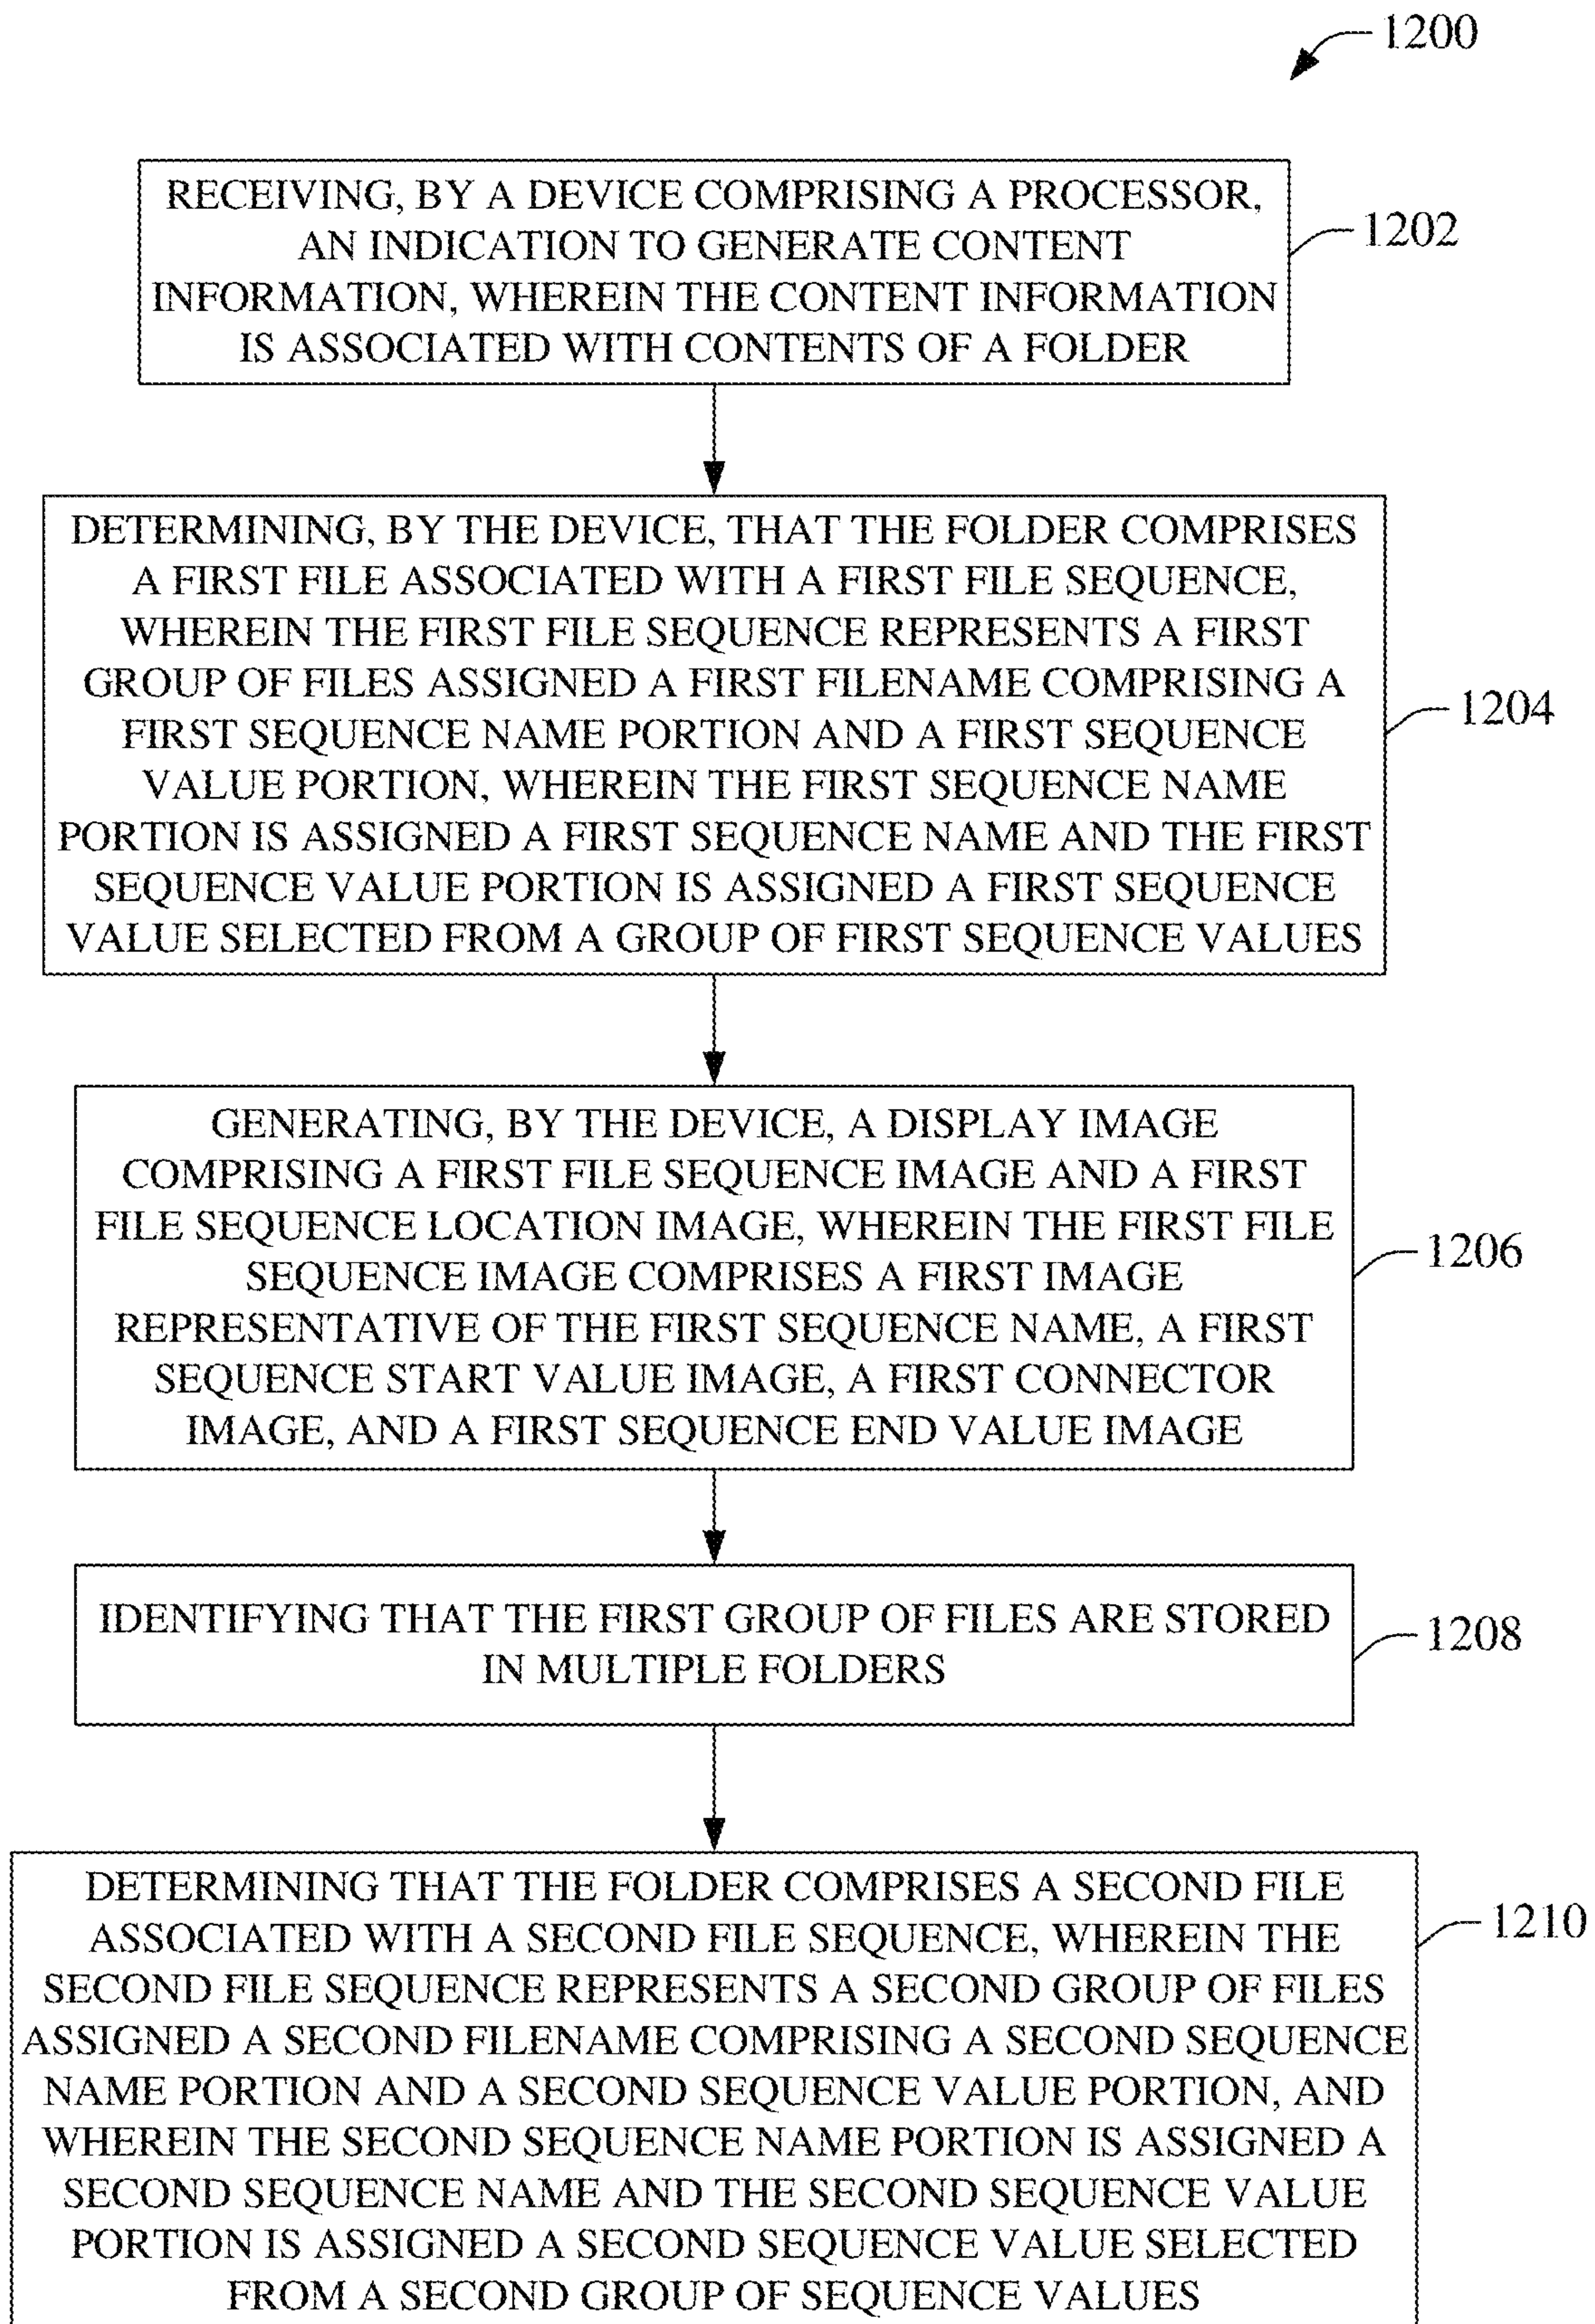 1200
RECEIVING, BY A DEVICE COMPRISING A PROCESSOR,
AN INDICATION TO GENERATE CONTENT
INFORMATION, WHEREIN THE CONTENT INFORMATION
IS ASSOCIATED WITH CONTENTS OF A FOLDER
1202
DETERMINING, BY THE DEVICE, THAT THE FOLDER COMPRISES
A FIRST FILE ASSOCIATED WITH A FIRST FILE SEQUENCE,
WHEREIN THE FIRST FILE SEQUENCE REPRESENTS A FIRST
GROUP OF FILES ASSIGNED A FIRST FILENAME COMPRISING A
FIRST SEQUENCE NAME PORTION AND A FIRST SEQUENCE
VALUE PORTION, WHEREIN THE FIRST SEQUENCE NAME
PORTION IS ASSIGNED A FIRST SEQUENCE NAME AND THE FIRST
SEQUENCE VALUE PORTION IS ASSIGNED A FIRST SEQUENCE
VALUE SELECTED FROM A GROUP OF FIRST SEQUENCE VALUES
1204
GENERATING, BY THE DEVICE, A DISPLAY IMAGE
COMPRISING A FIRST FILE SEQUENCE IMAGE AND A FIRST
FILE SEQUENCE LOCATION IMAGE, WHEREIN THE FIRST FILE
SEQUENCE IMAGE COMPRISES A FIRST IMAGE
REPRESENTATIVE OF THE FIRST SEQUENCE NAME, A FIRST
SEQUENCE START VALUE IMAGE, A FIRST CONNECTOR
IMAGE, AND A FIRST SEQUENCE END VALUE IMAGE
1206
IDENTIFYING THAT THE FIRST GROUP OF FILES ARE STORED
IN MULTIPLE FOLDERS
1208
DETERMINING THAT THE FOLDER COMPRISES A SECOND FILE
ASSOCIATED WITH A SECOND FILE SEQUENCE, WHEREIN THE
SECOND FILE SEQUENCE REPRESENTS A SECOND GROUP OF FILES
ASSIGNED A SECOND FILENAME COMPRISING A SECOND SEQUENCE
NAME PORTION AND A SECOND SEQUENCE VALUE PORTION, AND
WHEREIN THE SECOND SEQUENCE NAME PORTION IS ASSIGNED A
SECOND SEQUENCE NAME AND THE SECOND SEQUENCE VALUE
PORTION IS ASSIGNED A SECOND SEQUENCE VALUE SELECTED
FROM A SECOND GROUP OF SEQUENCE VALUES
1210